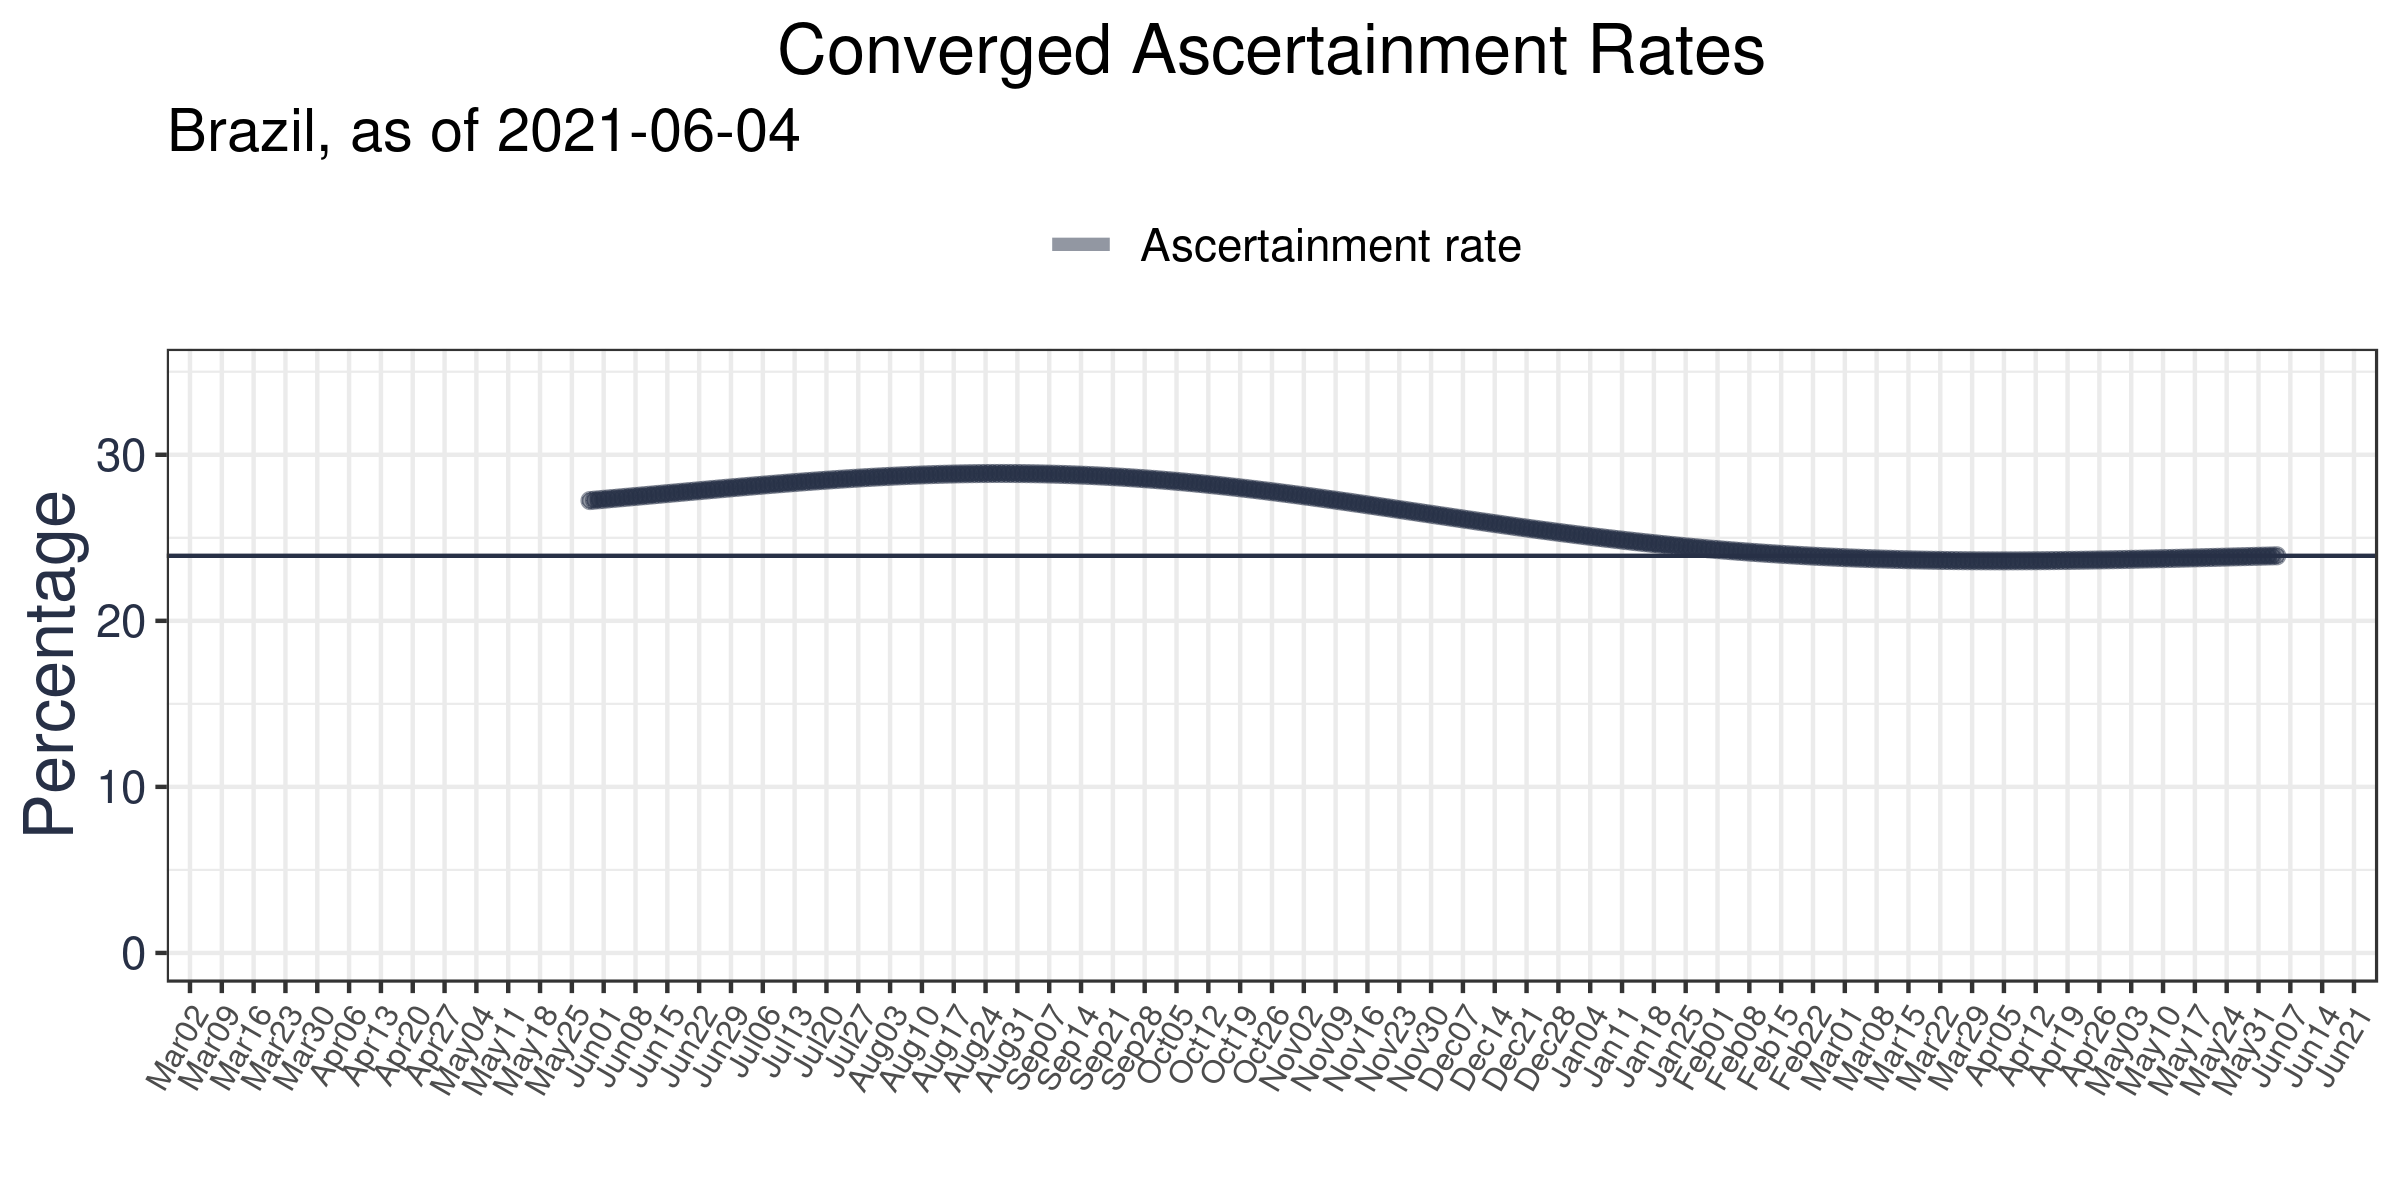 Converged Ascertainment Rates
Brazil, as of 2021-06-04
Ascertainment rate
Percentage
30
20
10
0
Mar02 Mar09 Mar16 Mar23 Mar30 Apr06 Apr13 Apr20 Apr27 May04 May11 May18 May25 Jun01 Jun08 Jun15 Jun22 Jun29 Jul06 Jul13 Jul20 Jul27 Aug03 Aug10 Aug17 Aug24 Aug31 Sep07 Sep14 Sep21 Sep28 Oct05 Oct12 Oct19 Oct26 Nov02 Nov09 Nov16 Nov23 Nov30 Dec07 Dec14 Dec21 Dec28 Jan04 Jan11 Jan18 Jan25 Feb01 Feb08 Feb15 Feb22 Mar01 Mar08 Mar15 Mar22 Mar29 Apr05 Apr12 Apr19 Apr26 May03 May10 May17 May24 May31 Jun07 Jun14 Jun21